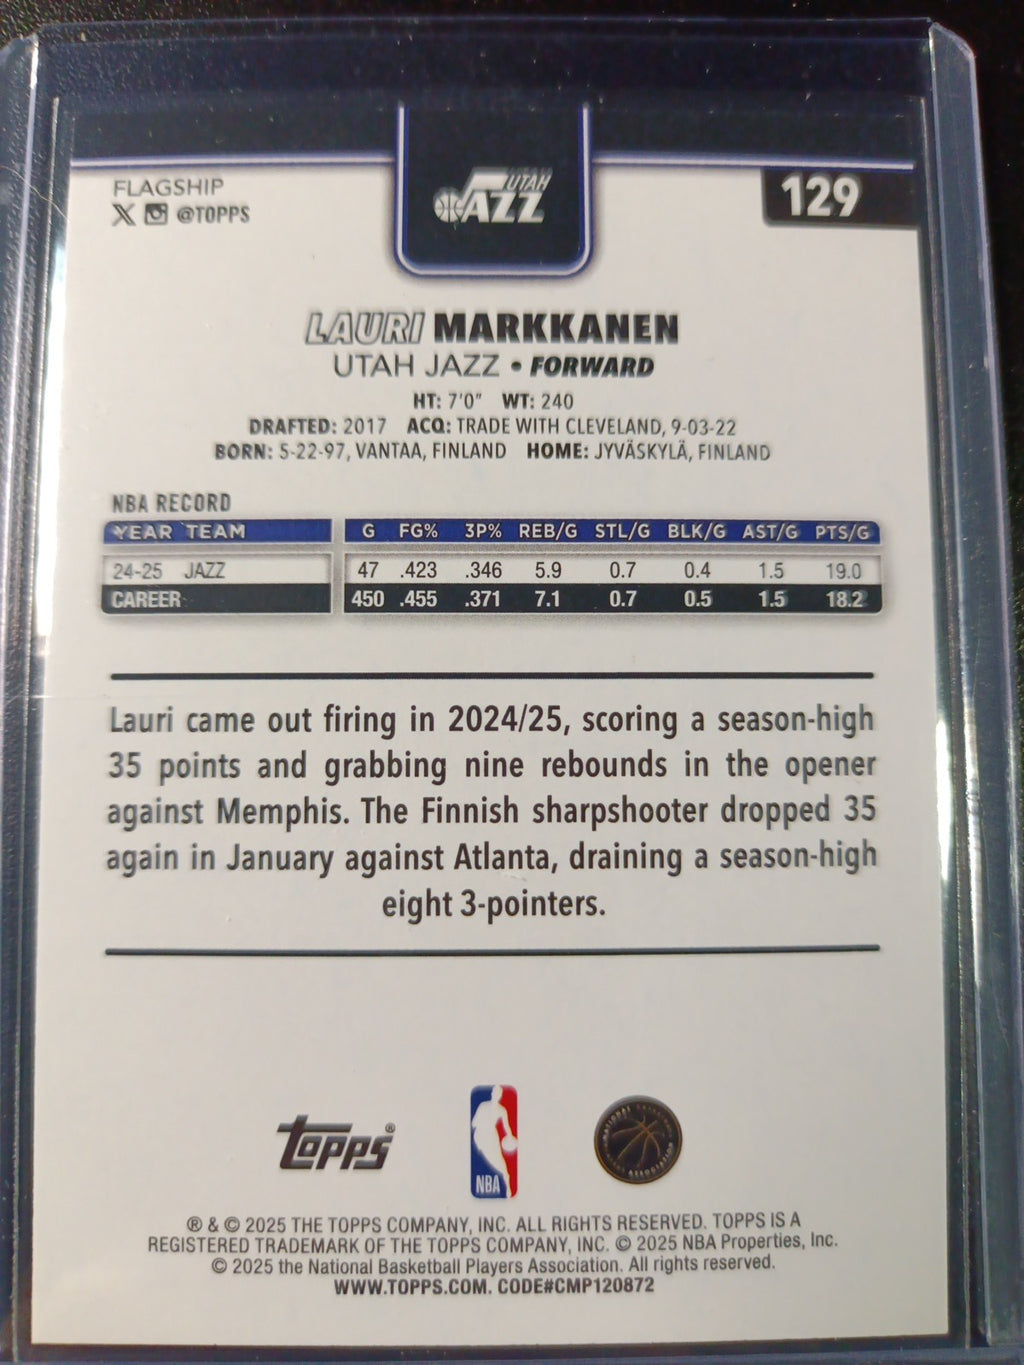 FLAGSHIP
@TOPPS
UTAH
JAZZ
129
LAURI MARKKANEN
UTAH JAZZ • FORWARD
HT: 7'0" WT: 240
DRAFTED: 2017 ACQ: TRADE WITH CLEVELAND, 9-03-22
BORN: 5-22-97, VANTAA, FINLAND HOME: JYVÄSKYLÄ, FINLAND
NBA RECORD
YEAR TEAM G FG% 3P% REB/G STL/G BLK/G AST/G PTS/G
24-25 JAZZ 47 .423 .346 5.9 0.7 0.4 1.5 19.0
CAREER 450 .455 .371 7.1 0.7 0.5 1.5 18.2
Lauri came out firing in 2024/25, scoring a season-high
35 points and grabbing nine rebounds in the opener
against Memphis. The Finnish sharpshooter dropped 35
again in January against Atlanta, draining a season-high
eight 3-pointers.
topps®
NBA
NATIONAL BASKETBALL
ASSOCIATION
® & © 2025 THE TOPPS COMPANY, INC. ALL RIGHTS RESERVED. TOPPS IS A
REGISTERED TRADEMARK OF THE TOPPS COMPANY, INC. © 2025 NBA Properties, Inc.
© 2025 the National Basketball Players Association. All rights reserved.
WWW.TOPPS.COM. CODE#CMP120872